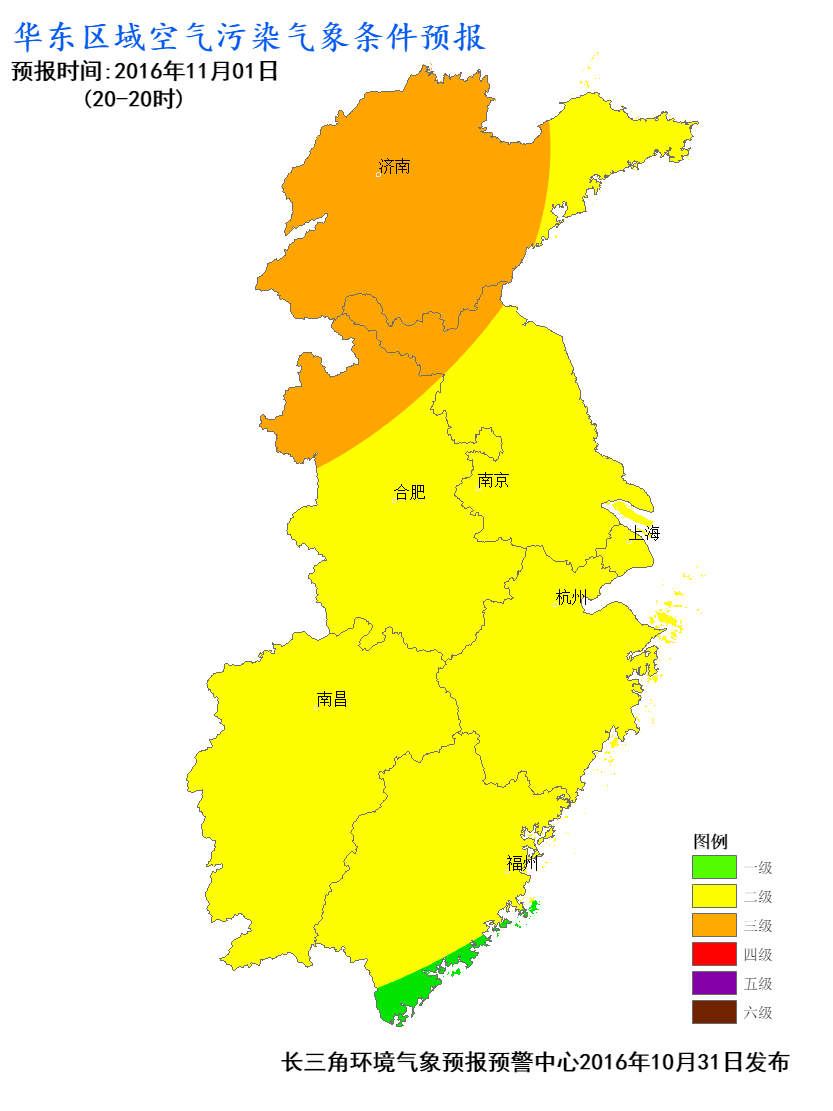 华东区域空气污染气象条件预报
预报时间:2016年11月01日
(20-20时)
济南
合肥
南京
上海
杭州
南昌
福州
图例
一级
二级
三级
四级
五级
六级
长三角环境气象预报预警中心2016年10月31日发布